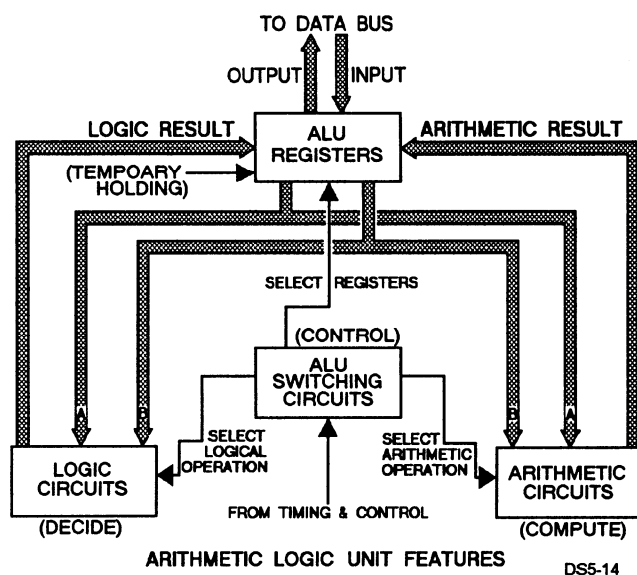 TO DATA BUS
OUTPUT
INPUT
LOGIC RESULT
ALU
REGISTERS
ARITHMETIC RESULT
(TEMPOARY
HOLDING)
SELECT REGISTERS
(CONTROL)
ALU
SWITCHING
CIRCUITS
A
B
B
A
SELECT
LOGICAL
OPERATION
SELECT
ARITHMETIC
OPERATION
LOGIC
CIRCUITS
ARITHMETIC
CIRCUITS
(DECIDE)
FROM TIMING & CONTROL
(COMPUTE)
ARITHMETIC LOGIC UNIT FEATURES
DS5-14